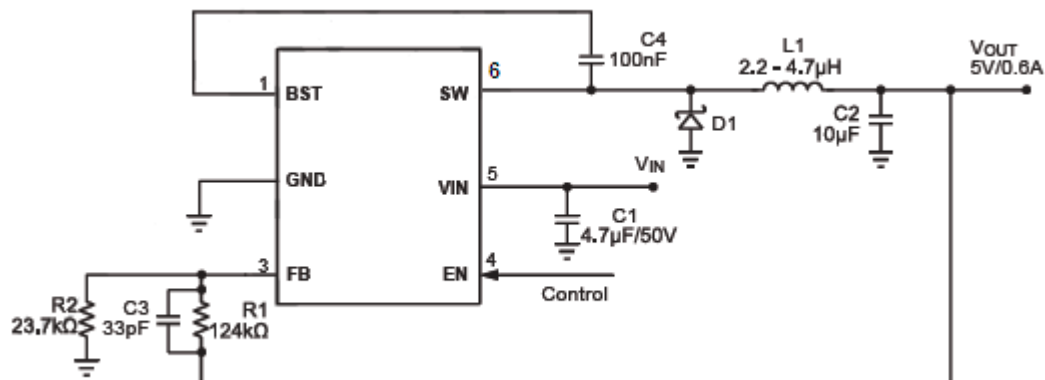 C4
100nF
L1
2.2 - 4.7µH
VOUT
5V/0.6A
1
BST
SW
6
D1
C2
10µF
GND
VIN
5
VIN
C1
4.7µF/50V
3
FB
EN
4
Control
R2
23.7kΩ
C3
33pF
R1
124kΩ